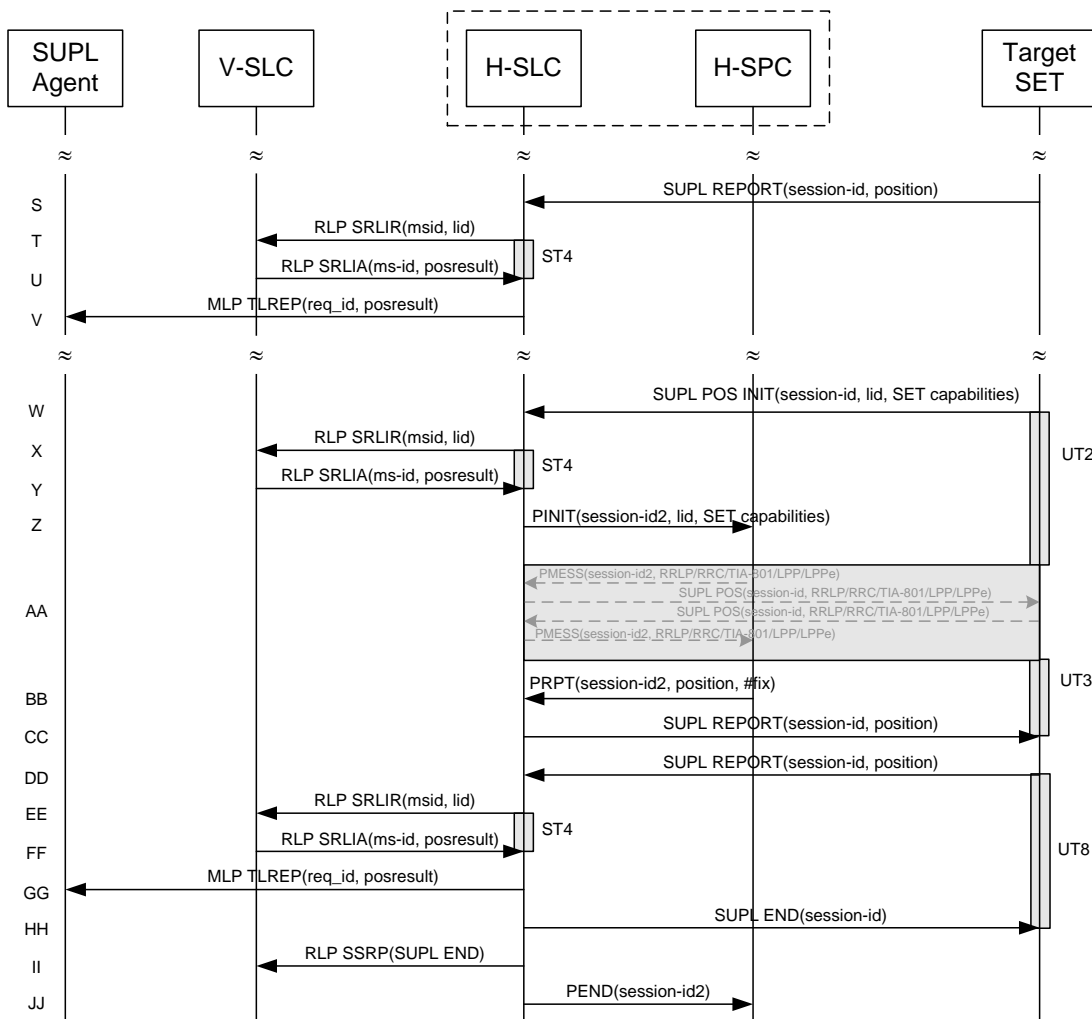 SUPL
Agent
V-SLC
H-SLC
H-SPC
Target
SET
≈ ≈ ≈ ≈ ≈
S
SUPL REPORT(session-id, position)
T
RLP SRLIR(msid, lid)
ST4
U
RLP SRLIA(ms-id, posresult)
V
MLP TLREP(req_id, posresult)
≈ ≈ ≈ ≈ ≈
W
SUPL POS INIT(session-id, lid, SET capabilities)
X
RLP SRLIR(msid, lid)
UT2
ST4
Y
RLP SRLIA(ms-id, posresult)
Z
PINIT(session-id2, lid, SET capabilities)
PMESS(session-id2, RRLP/RRC/TIA-801/LPP/LPPe)
SUPL POS(session-id, RRLP/RRC/TIA-801/LPP/LPPe)
AA
SUPL POS(session-id, RRLP/RRC/TIA-801/LPP/LPPe)
PMESS(session-id2, RRLP/RRC/TIA-801/LPP/LPPe)
UT3
BB
PRPT(session-id2, position, #fix)
CC
SUPL REPORT(session-id, position)
DD
SUPL REPORT(session-id, position)
EE
RLP SRLIR(msid, lid)
ST4
FF
RLP SRLIA(ms-id, posresult)
UT8
GG
MLP TLREP(req_id, posresult)
HH
SUPL END(session-id)
II
RLP SSRP(SUPL END)
JJ
PEND(session-id2)